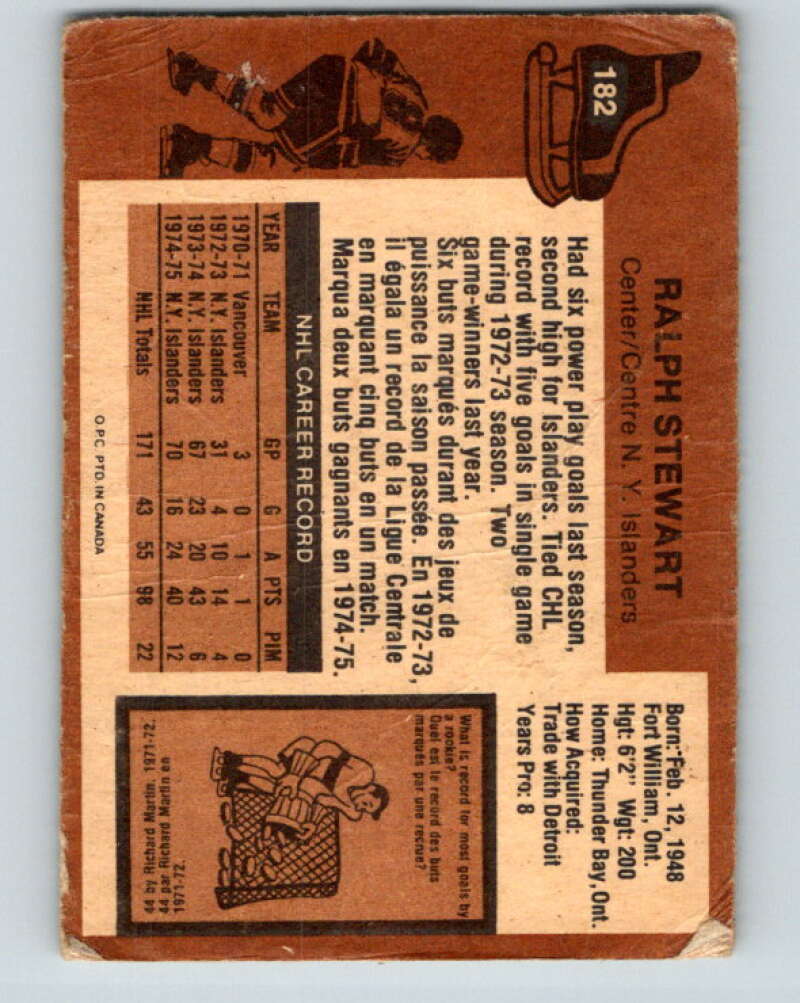 182
RALPH STEWART
Center/Centre N. Y. Islanders
Born: Feb. 12, 1948
Fort William, Ont.
Hgt: 6'2" Wgt: 200
Home: Thunder Bay, Ont.
How Acquired:
Trade with Detroit
Years Pro: 8
Had six power play goals last season,
second high for Islanders. Tied CHL
record with five goals in single game
during 1972-73 season. Two
game-winners last year.
Six buts marqués durant des jeux de
puissance la saison passée. En 1972-73,
il égala un record de la Ligue Centrale
en marquant cinq buts en un match.
Marqua deux buts gagnants en 1974-75.
NHL CAREER RECORD
YEAR TEAM GP G A PTS PIM
1970-71 Vancouver 3 0 1 1 0
1972-73 N.Y. Islanders 31 4 10 14 4
1973-74 N.Y. Islanders 67 23 20 43 6
1974-75 N.Y. Islanders 70 16 24 40 12
NHL Totals 171 43 55 98 22
O.P.C. PTD. IN CANADA
What is record for most goals by
a rookie?
Quel est le record des buts
marqués par une recrue?
44 by Richard Martin, 1971-72.
44 par Richard Martin en
1971-72.